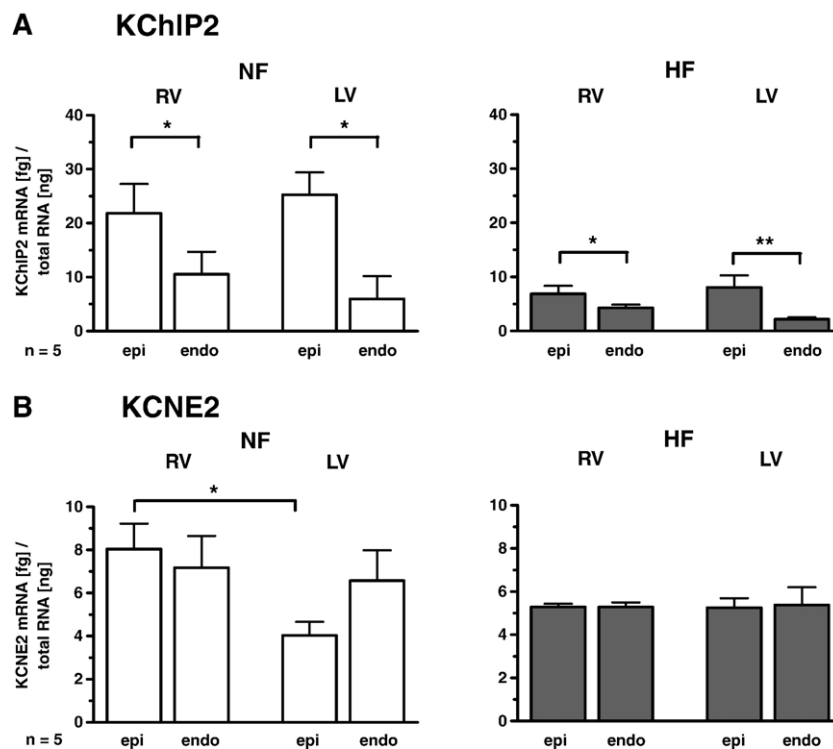 A KChIP2
NF
RV LV
KChIP2 mRNA [fg] /
total RNA [ng]
40
30
20
10
0
* *
n = 5 epi endo epi endo
HF
RV LV
40
30
20
10
0
* **
epi endo epi endo
B KCNE2
NF
RV LV
KCNE2 mRNA [fg] /
total RNA [ng]
10
8
6
4
2
0
*
n = 5 epi endo epi endo
HF
RV LV
10
8
6
4
2
0
epi endo epi endo